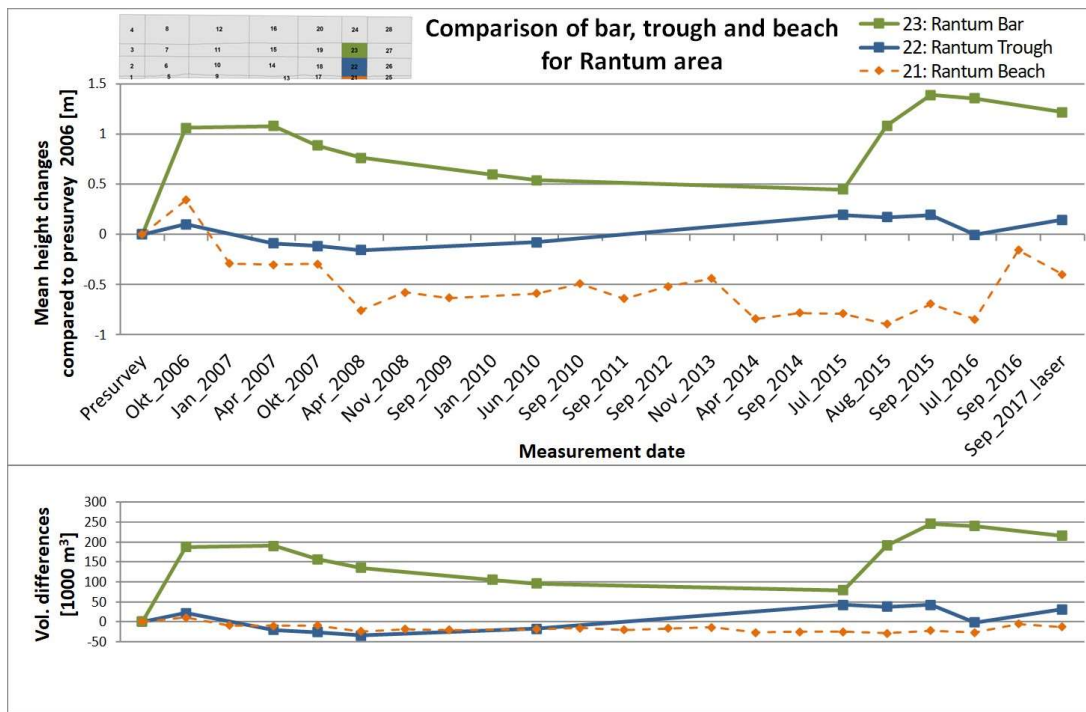 4 8 12 16 20 24 28
3 7 11 15 19 23 27
2 6 10 14 18 22 26
1 5 9 13 17 21 25
Comparison of bar, trough and beach
for Rantum area
23: Rantum Bar
22: Rantum Trough
21: Rantum Beach
Mean height changes
compared to presurvey 2006 [m]
1.5
1
0.5
0
-0.5
-1
Presurvey
Okt_2006
Jan_2007
Apr_2007
Okt_2007
Apr_2008
Nov_2008
Sep_2009
Jan_2010
Jun_2010
Sep_2010
Sep_2011
Sep_2012
Nov_2013
Apr_2014
Sep_2014
Jul_2015
Aug_2015
Sep_2015
Jul_2016
Sep_2016
Sep_2017_laser
Measurement date
Vol. differences
[1000 m³]
300
250
200
150
100
50
0
-50